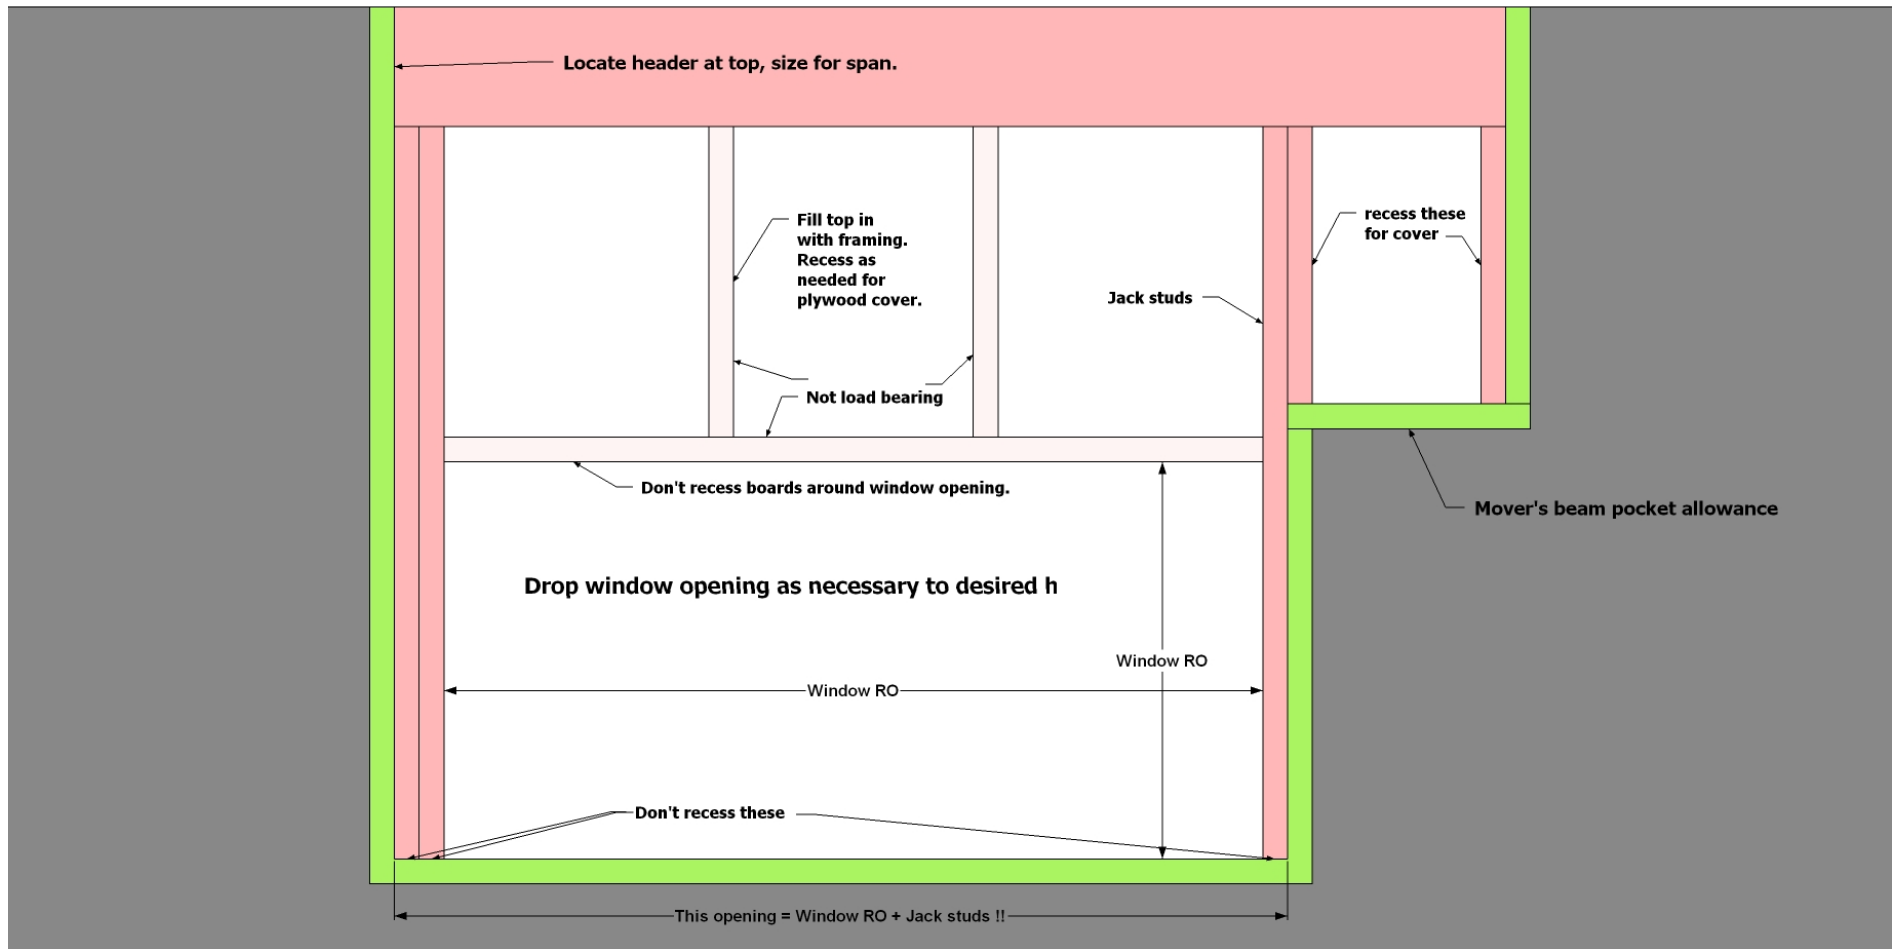 Locate header at top, size for span.
Fill top in
with framing.
Recess as
needed for
plywood cover.
recess these
for cover
Jack studs
Not load bearing
Don't recess boards around window opening.
Mover's beam pocket allowance
Drop window opening as necessary to desired h
Window RO
Window RO
Don't recess these
This opening = Window RO + Jack studs !!